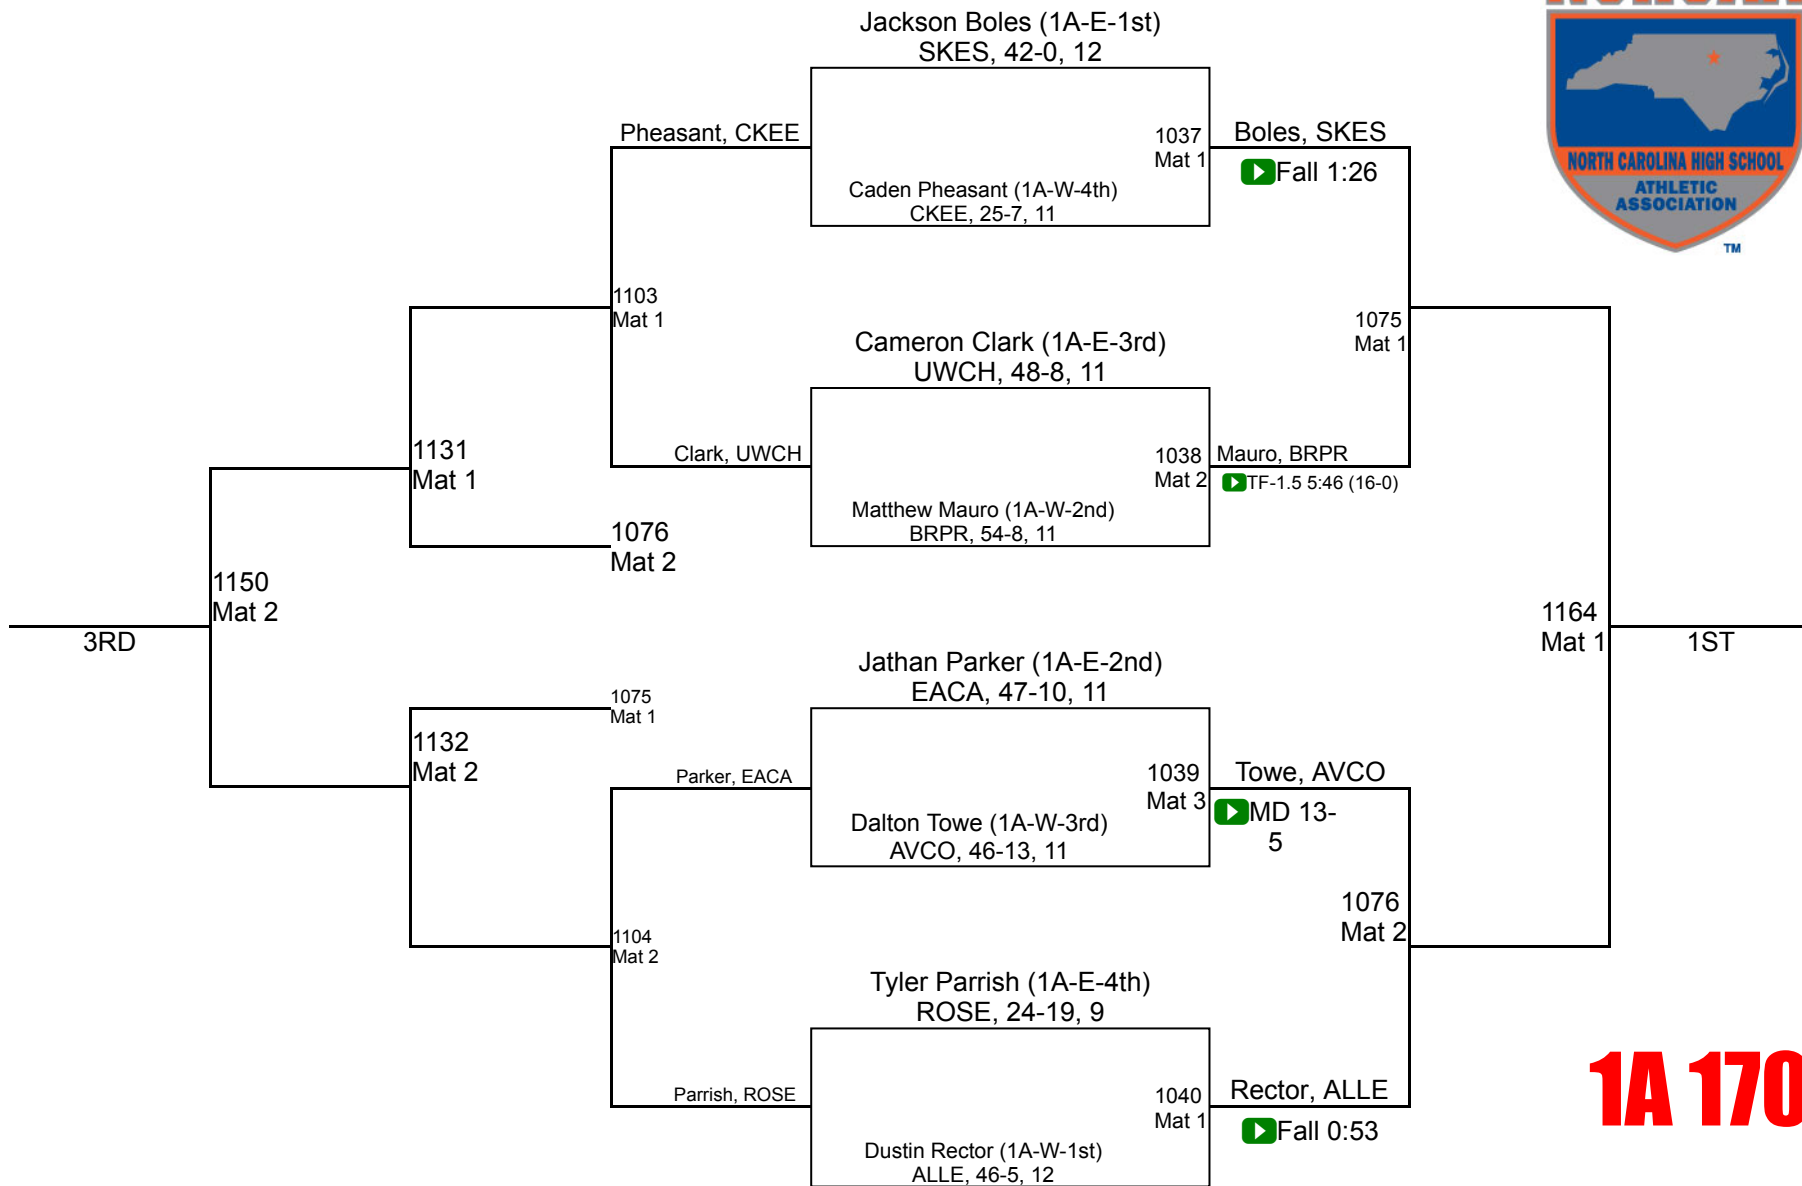 Jackson Boles (1A-E-1st)
SKES, 42-0, 12
Pheasant, CKEE
1037
Mat 1
Boles, SKES
Fall 1:26
Caden Pheasant (1A-W-4th)
CKEE, 25-7, 11
NORTH CAROLINA HIGH SCHOOL
ATHLETIC
ASSOCIATION
TM
1103
Mat 1
1075
Mat 1
Cameron Clark (1A-E-3rd)
UWCH, 48-8, 11
1131
Mat 1
Clark, UWCH
1038
Mat 2
Mauro, BRPR
TF-1.5 5:46 (16-0)
Matthew Mauro (1A-W-2nd)
BRPR, 54-8, 11
1076
Mat 2
1150
Mat 2
3RD
1164
Mat 1
1ST
Jathan Parker (1A-E-2nd)
EACA, 47-10, 11
1075
Mat 1
1132
Mat 2
Parker, EACA
1039
Mat 3
Towe, AVCO
MD 13-
5
Dalton Towe (1A-W-3rd)
AVCO, 46-13, 11
1076
Mat 2
1104
Mat 2
Tyler Parrish (1A-E-4th)
ROSE, 24-19, 9
Parrish, ROSE
1040
Mat 1
Rector, ALLE
Fall 0:53
Dustin Rector (1A-W-1st)
ALLE, 46-5, 12
1A 170